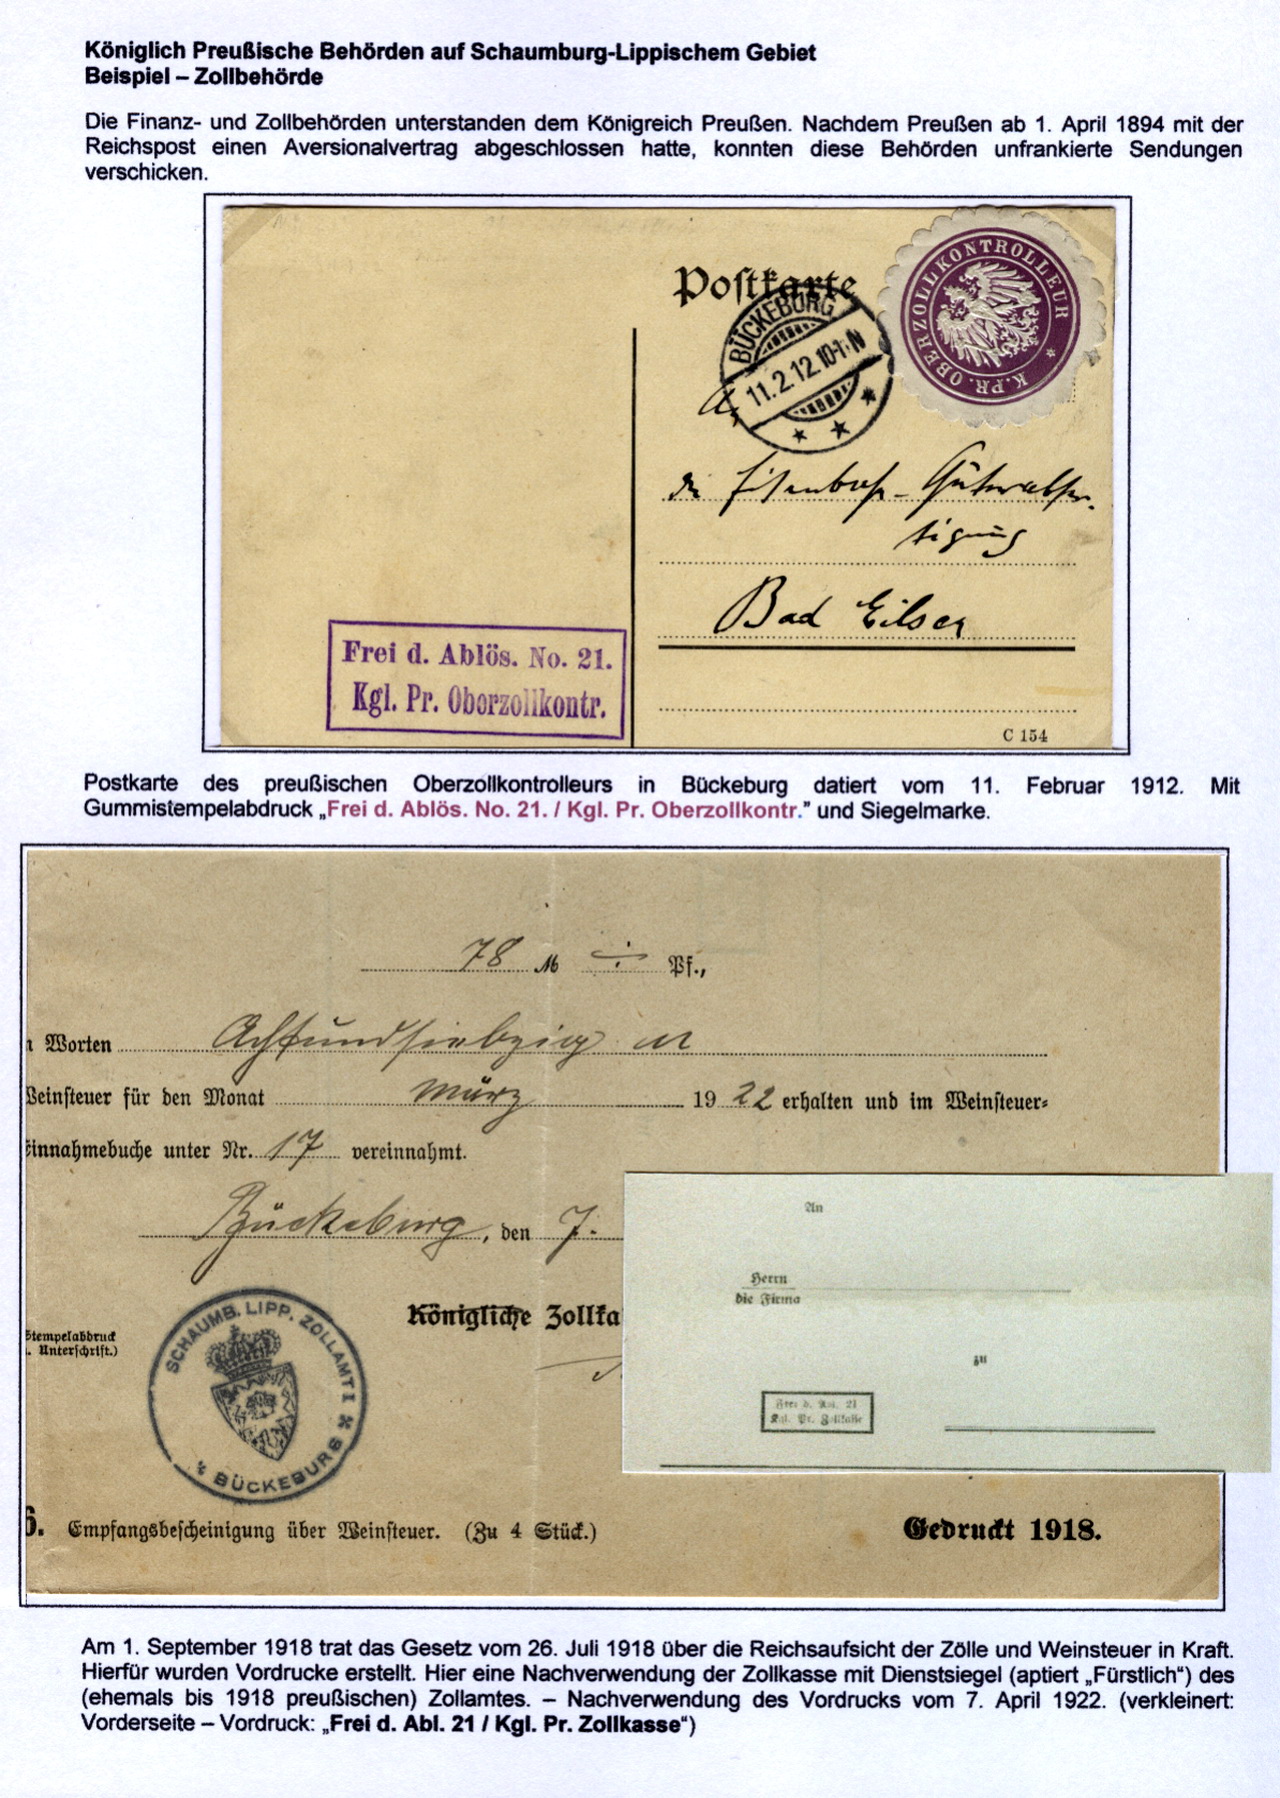 Königlich Preußische Behörden auf Schaumburg-Lippischem Gebiet
Beispiel – Zollbehörde
Die Finanz- und Zollbehörden unterstanden dem Königreich Preußen. Nachdem Preußen ab 1. April 1894 mit der
Reichspost einen Aversionalvertrag abgeschlossen hatte, konnten diese Behörden unfrankierte Sendungen
verschicken.
Postkarte
K. PR. OBERZOLLKONTROLLEUR *
BÜCKEBURG
11.2.12.10-1.N
* * *
An
die Eisenbahn-Güterabfer-
tigung
Bad Eilsen
Frei d. Ablös. No. 21.
Kgl. Pr. Oberzollkontr.
C 154
Postkarte des preußischen Oberzollkontrolleurs in Bückeburg datiert vom 11. Februar 1912. Mit
Gummistempelabdruck „Frei d. Ablös. No. 21. / Kgl. Pr. Oberzollkontr.” und Siegelmarke.
78 M ÷ Pf.,
n Worten Achtundsiebzig M
Weinsteuer für den Monat März 1922 erhalten und im Weinsteuer-
Einnahmebuche unter Nr. 17 vereinnahmt.
Bückeburg, den 7.
Königliche Zollka
Stempelabdruck
. Unterschrift.)
SCHAUMB. LIPP. ZOLLAMT I
BÜCKEBURG
An
Herrn
die Firma
zu
Frei d. Abl. 21
Kgl. Pr. Zollkasse
6. Empfangsbescheinigung über Weinsteuer. (Zu 4 Stück.)
Gedruckt 1918.
Am 1. September 1918 trat das Gesetz vom 26. Juli 1918 über die Reichsaufsicht der Zölle und Weinsteuer in Kraft.
Hierfür wurden Vordrucke erstellt. Hier eine Nachverwendung der Zollkasse mit Dienstsiegel (aptiert „Fürstlich“) des
(ehemals bis 1918 preußischen) Zollamtes. – Nachverwendung des Vordrucks vom 7. April 1922. (verkleinert:
Vorderseite – Vordruck: „Frei d. Abl. 21 / Kgl. Pr. Zollkasse“)